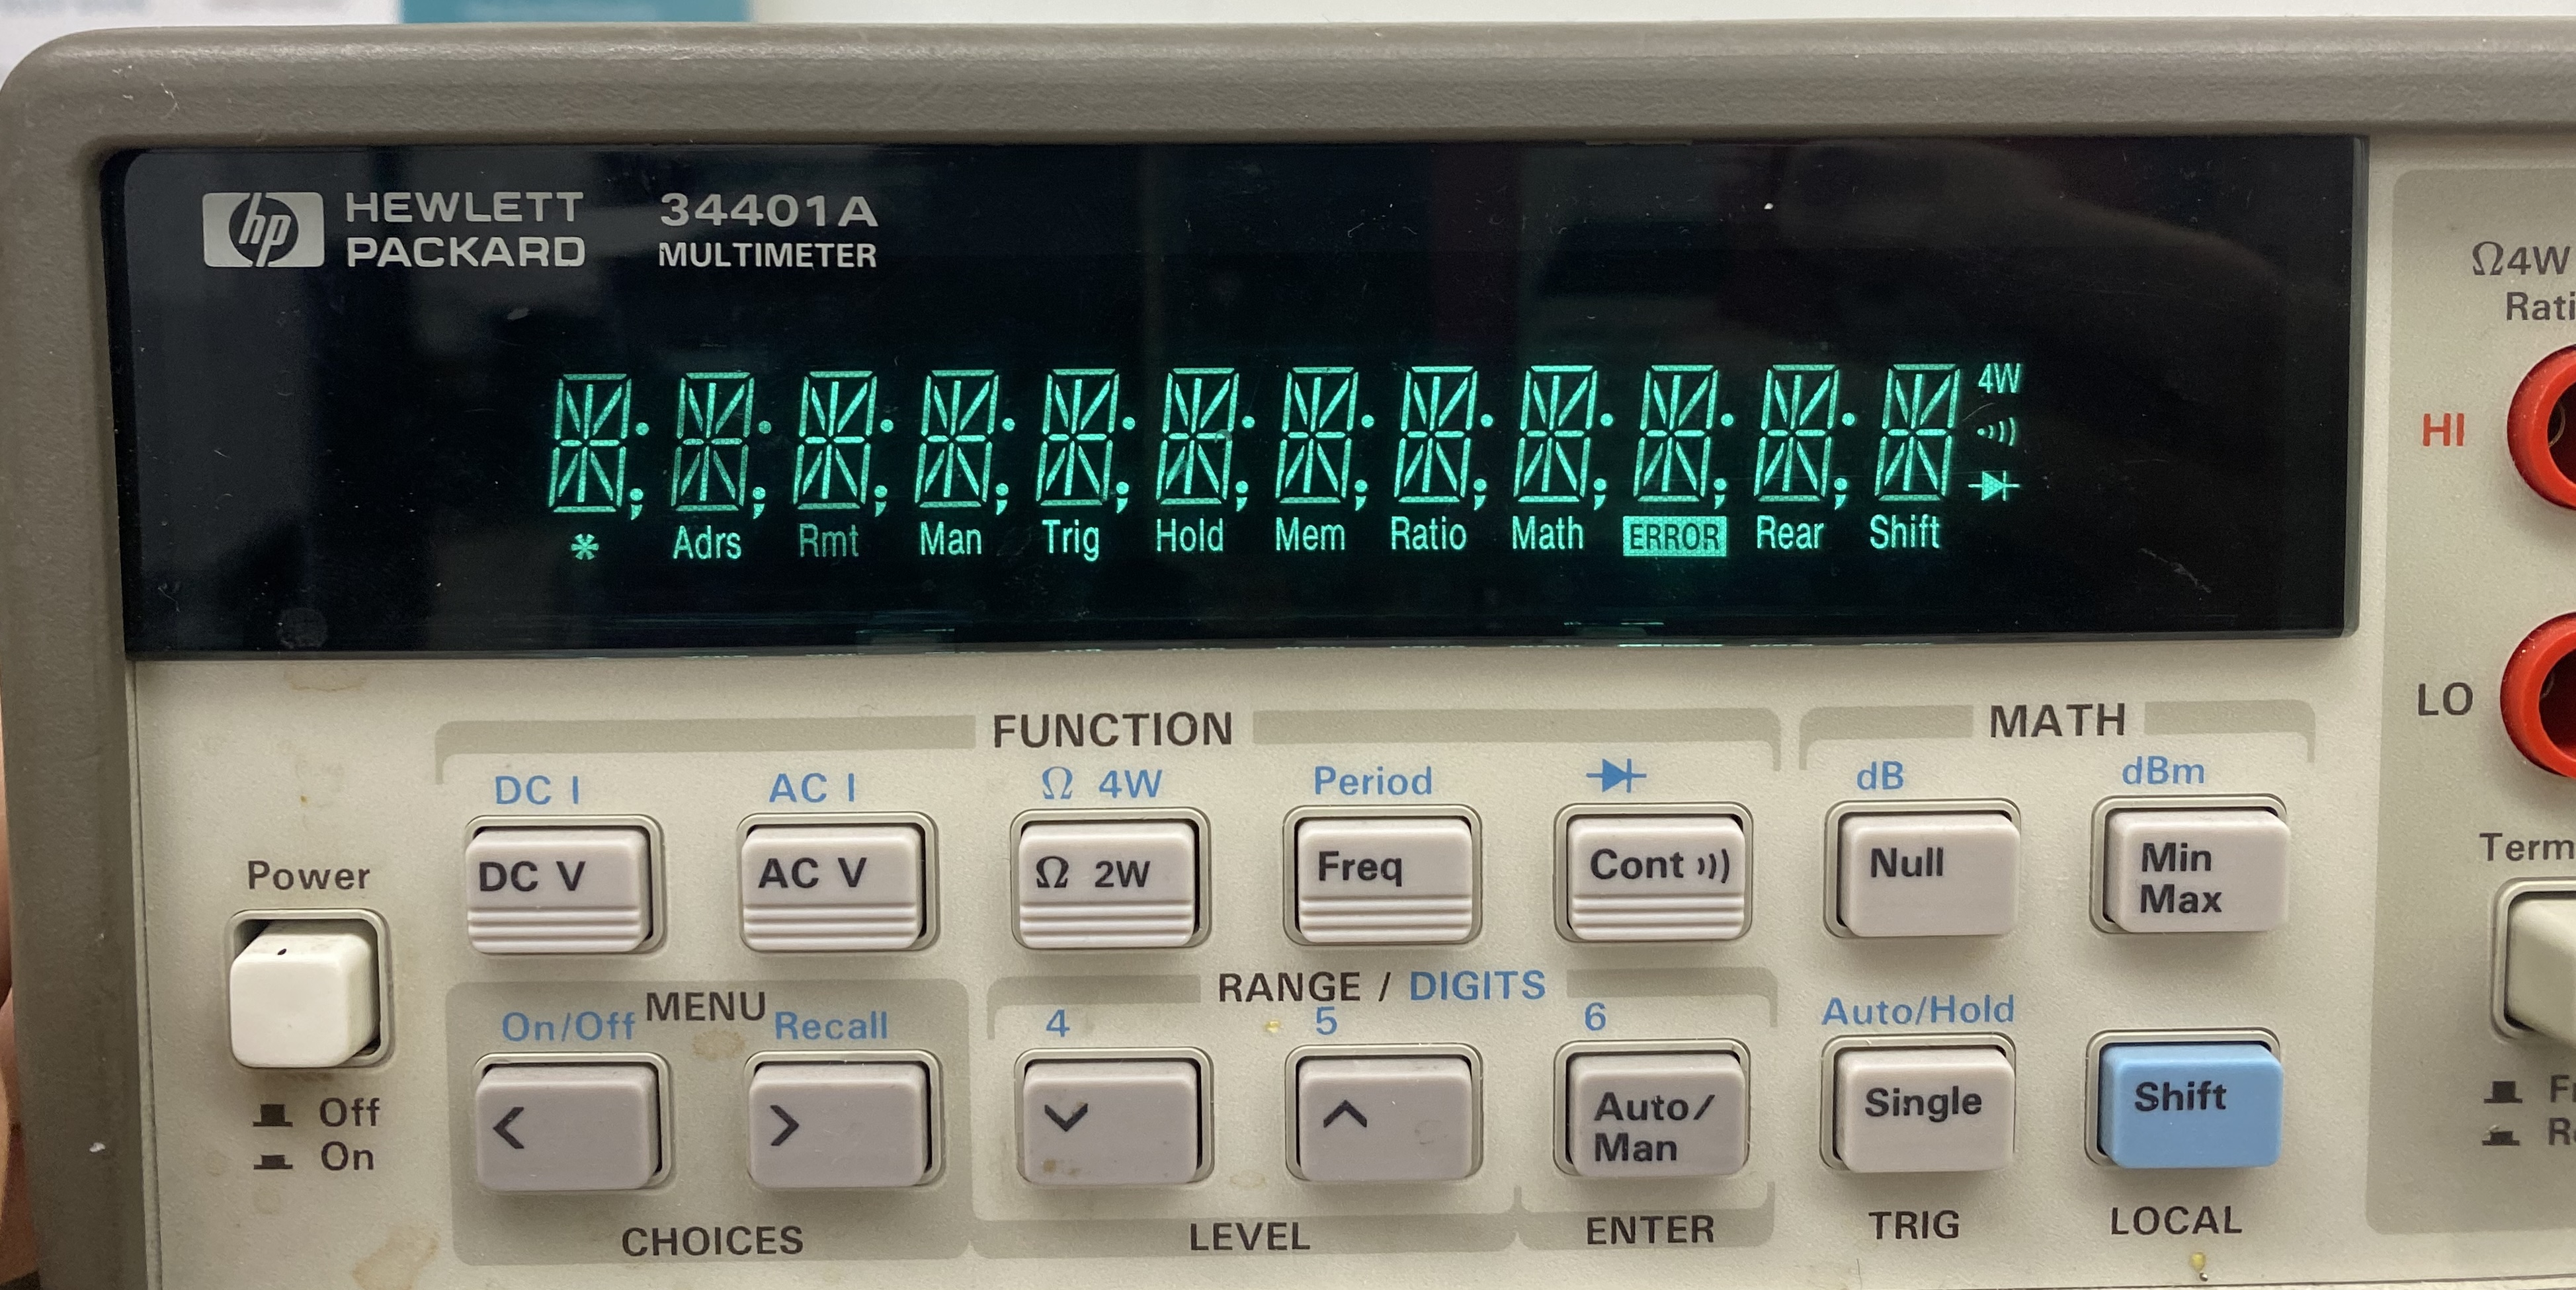 hp HEWLETT PACKARD
34401A
MULTIMETER
4W
* Adrs Rmt Man Trig Hold Mem Ratio Math ERROR Rear Shift
Ω4W
HI
LO
FUNCTION
MATH
DC I AC I Ω 4W Period dB dBm
Power
DC V AC V Ω 2W Freq Cont Null Min Max
MENU
RANGE / DIGITS
On/Off Recall 4 5 6 Auto/Hold
< > Auto/ Man Single Shift
Off
On
CHOICES LEVEL ENTER TRIG LOCAL